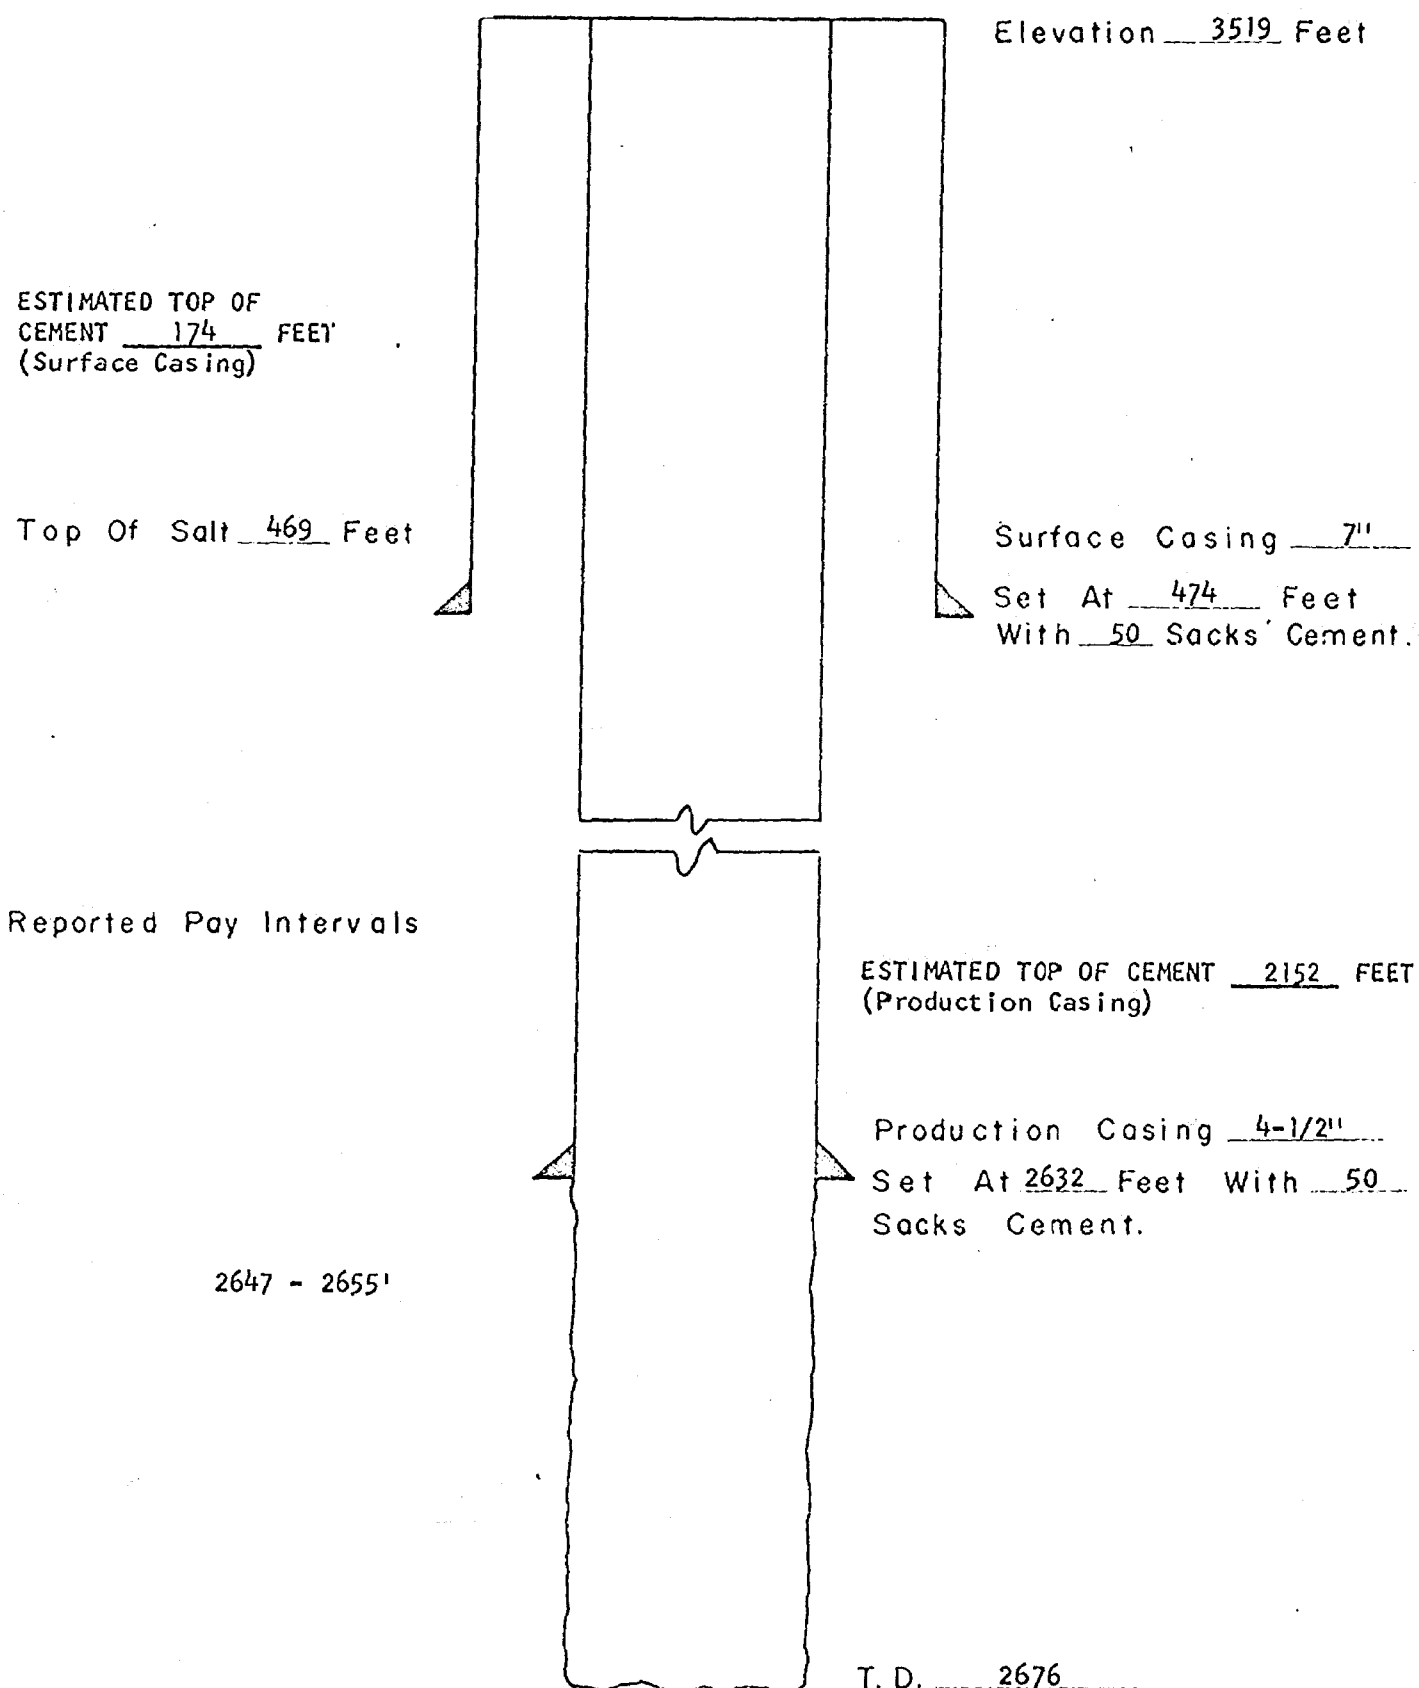 Elevation 3519 Feet
ESTIMATED TOP OF
CEMENT 174 FEET
(Surface Casing)
Top Of Salt 469 Feet
Surface Casing 7"
Set At 474 Feet
With 50 Sacks Cement.
Reported Pay Intervals
ESTIMATED TOP OF CEMENT 2152 FEET
(Production Casing)
Production Casing 4-1/2"
Set At 2632 Feet With 50
Sacks Cement.
2647 - 2655'
T. D. 2676